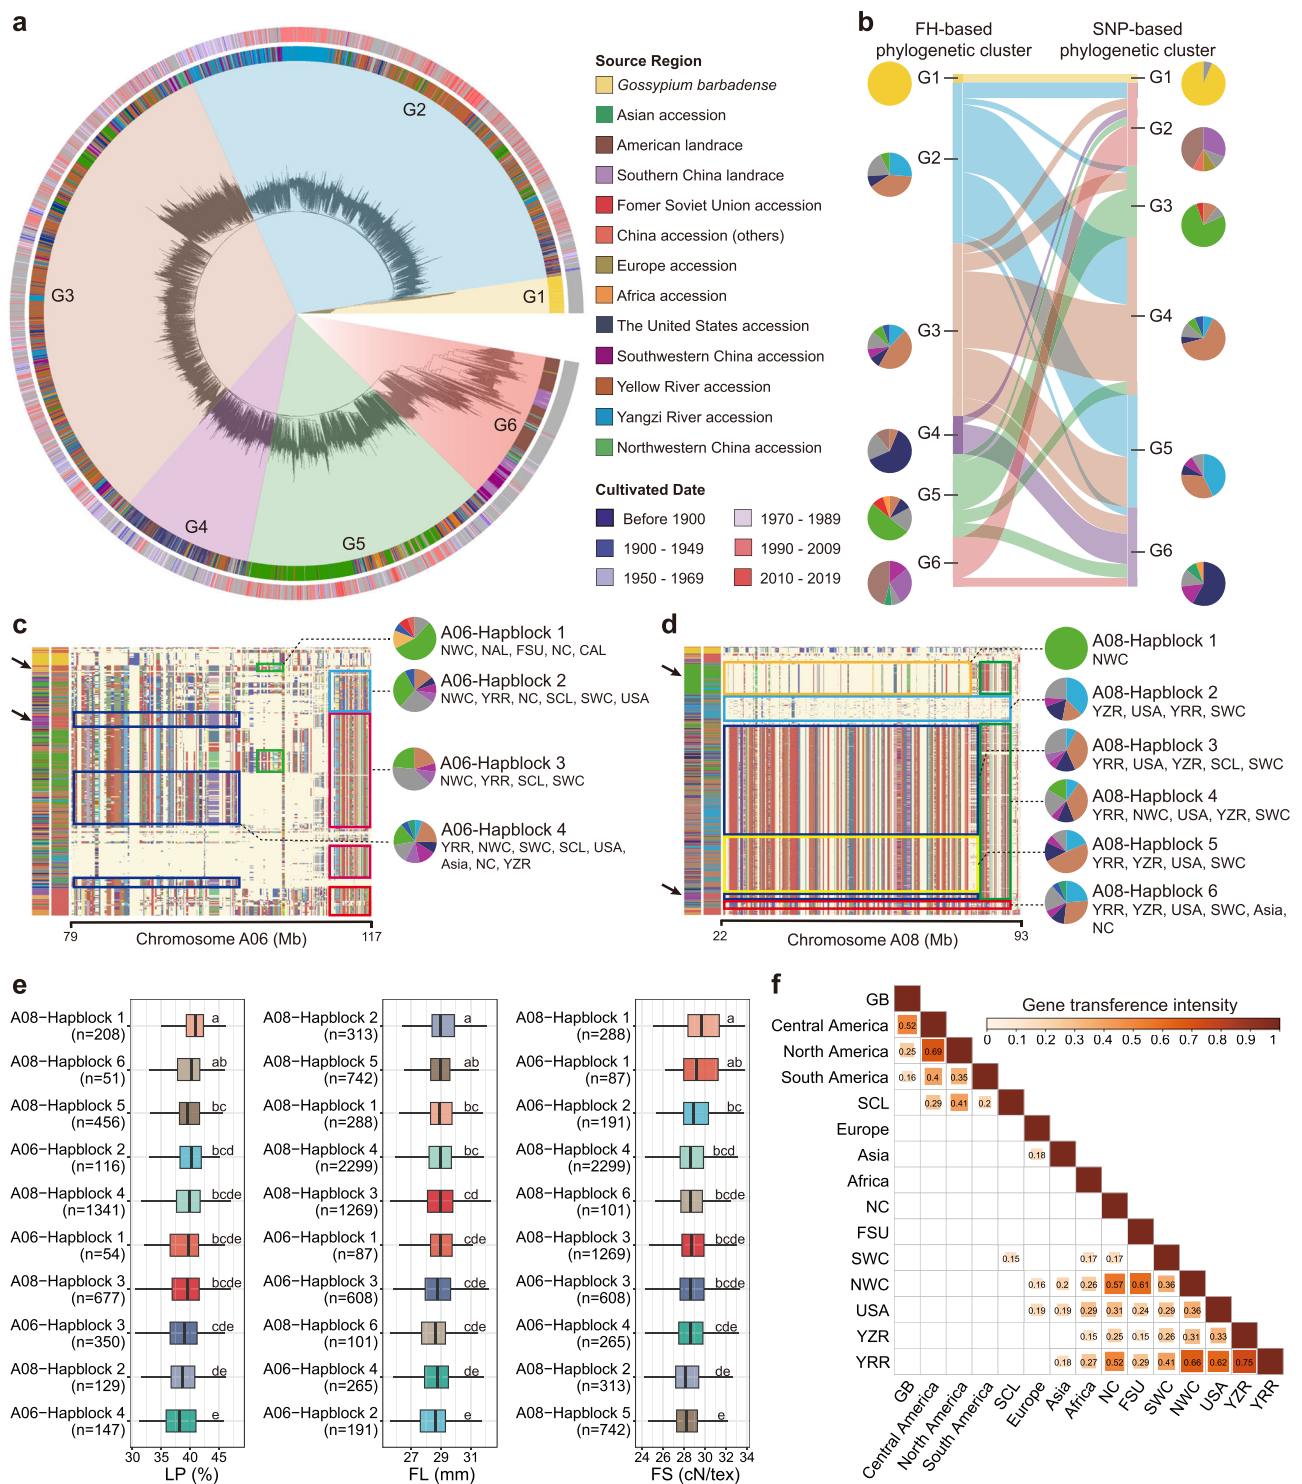 a
G1
G2
G3
G4
G5
G6
Source Region
Gossypium barbadense
Asian accession
American landrace
Southern China landrace
Fomer Soviet Union accession
China accession (others)
Europe accession
Africa accession
The United States accession
Southwestern China accession
Yellow River accession
Yangzi River accession
Northwestern China accession
Cultivated Date
Before 1900
1900 - 1949
1950 - 1969
1970 - 1989
1990 - 2009
2010 - 2019
b
FH-based
phylogenetic cluster
SNP-based
phylogenetic cluster
G1
G2
G3
G4
G5
G6
G1
G2
G3
G4
G5
G6
c
A06-Hapblock 1
NWC, NAL, FSU, NC, CAL
A06-Hapblock 2
NWC, YRR, NC, SCL, SWC, USA
A06-Hapblock 3
NWC, YRR, SCL, SWC
A06-Hapblock 4
YRR, NWC, SWC, SCL, USA,
Asia, NC, YZR
79
Chromosome A06 (Mb)
117
d
A08-Hapblock 1
NWC
A08-Hapblock 2
YZR, USA, YRR, SWC
A08-Hapblock 3
YRR, USA, YZR, SCL, SWC
A08-Hapblock 4
YRR, NWC, USA, YZR, SWC
A08-Hapblock 5
YRR, YZR, USA, SWC
A08-Hapblock 6
YRR, YZR, USA, SWC, Asia,
NC
22
Chromosome A08 (Mb)
93
e
A08−Hapblock 1
(n=208)
a
A08−Hapblock 6
(n=51)
ab
A08−Hapblock 5
(n=456)
bc
A06−Hapblock 2
(n=116)
bcd
A08−Hapblock 4
(n=1341)
bcde
A06−Hapblock 1
(n=54)
bcde
A08−Hapblock 3
(n=677)
bcde
A06−Hapblock 3
(n=350)
cde
A08−Hapblock 2
(n=129)
de
A06−Hapblock 4
(n=147)
e
30 35 40 45
LP (%)
A08−Hapblock 2
(n=313)
a
A08−Hapblock 5
(n=742)
ab
A08−Hapblock 1
(n=288)
bc
A08−Hapblock 4
(n=2299)
bc
A08−Hapblock 3
(n=1269)
cd
A06−Hapblock 1
(n=87)
cde
A06−Hapblock 3
(n=608)
cde
A08−Hapblock 6
(n=101)
cde
A06−Hapblock 4
(n=265)
de
A06−Hapblock 2
(n=191)
e
27 29 31
FL (mm)
A08−Hapblock 1
(n=288)
a
A06−Hapblock 1
(n=87)
ab
A06−Hapblock 2
(n=191)
bc
A08−Hapblock 4
(n=2299)
bcd
A08−Hapblock 6
(n=101)
bcde
A08−Hapblock 3
(n=1269)
bcde
A06−Hapblock 3
(n=608)
bcde
A06−Hapblock 4
(n=265)
cde
A08−Hapblock 2
(n=313)
de
A08−Hapblock 5
(n=742)
e
24 26 28 30 32 34
FS (cN/tex)
f
Gene transference intensity
0 0.1 0.2 0.3 0.4 0.5 0.6 0.7 0.8 0.9 1
GB
Central America 0.52
North America 0.25 0.69
South America 0.16 0.4 0.35
SCL 0.29 0.41 0.2
Europe
Asia 0.18
Africa
NC
FSU
SWC 0.15 0.17 0.17
NWC 0.16 0.2 0.26 0.57 0.61 0.36
USA 0.19 0.19 0.29 0.31 0.24 0.29 0.36
YZR 0.15 0.25 0.15 0.26 0.31 0.33
YRR 0.18 0.27 0.52 0.29 0.41 0.66 0.62 0.75
GB
Central America
North America
South America
SCL
Europe
Asia
Africa
NC
FSU
SWC
NWC
USA
YZR
YRR